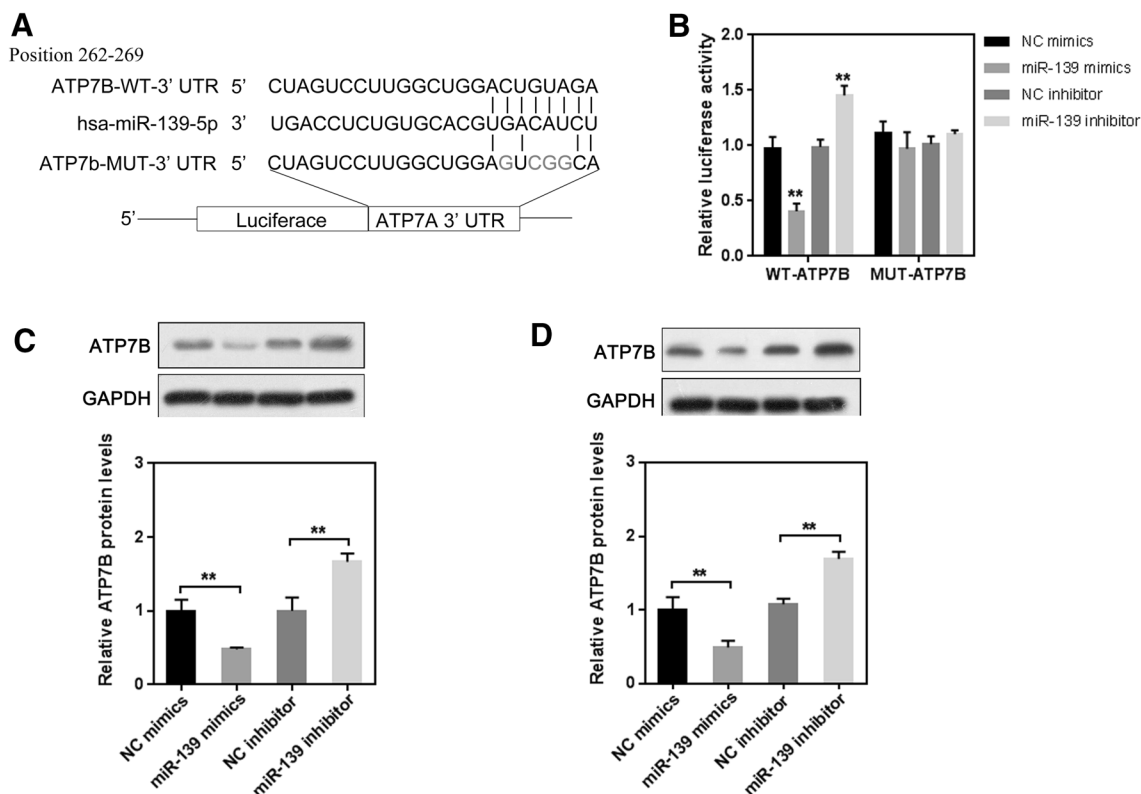 A
Position 262-269
ATP7B-WT-3' UTR 5' CUAGUCCUUGGCUGGACUGUAGA
hsa-miR-139-5p 3' UGACCUCUGUGCACGUGACAUCU
ATP7b-MUT-3' UTR 5' CUAGUCCUUGGCUGGAGUCGGCA
5' Luciferace ATP7A 3' UTR
B
Relative luciferase activity
2.0
1.5
1.0
0.5
0.0
**
**
WT-ATP7B MUT-ATP7B
NC mimics
miR-139 mimics
NC inhibitor
miR-139 inhibitor
C
ATP7B
GAPDH
Relative ATP7B protein levels
3
2
1
0
**
**
NC mimics
miR-139 mimics
NC inhibitor
miR-139 inhibitor
D
ATP7B
GAPDH
Relative ATP7B protein levels
3
2
1
0
**
**
NC mimics
miR-139 mimics
NC inhibitor
miR-139 inhibitor